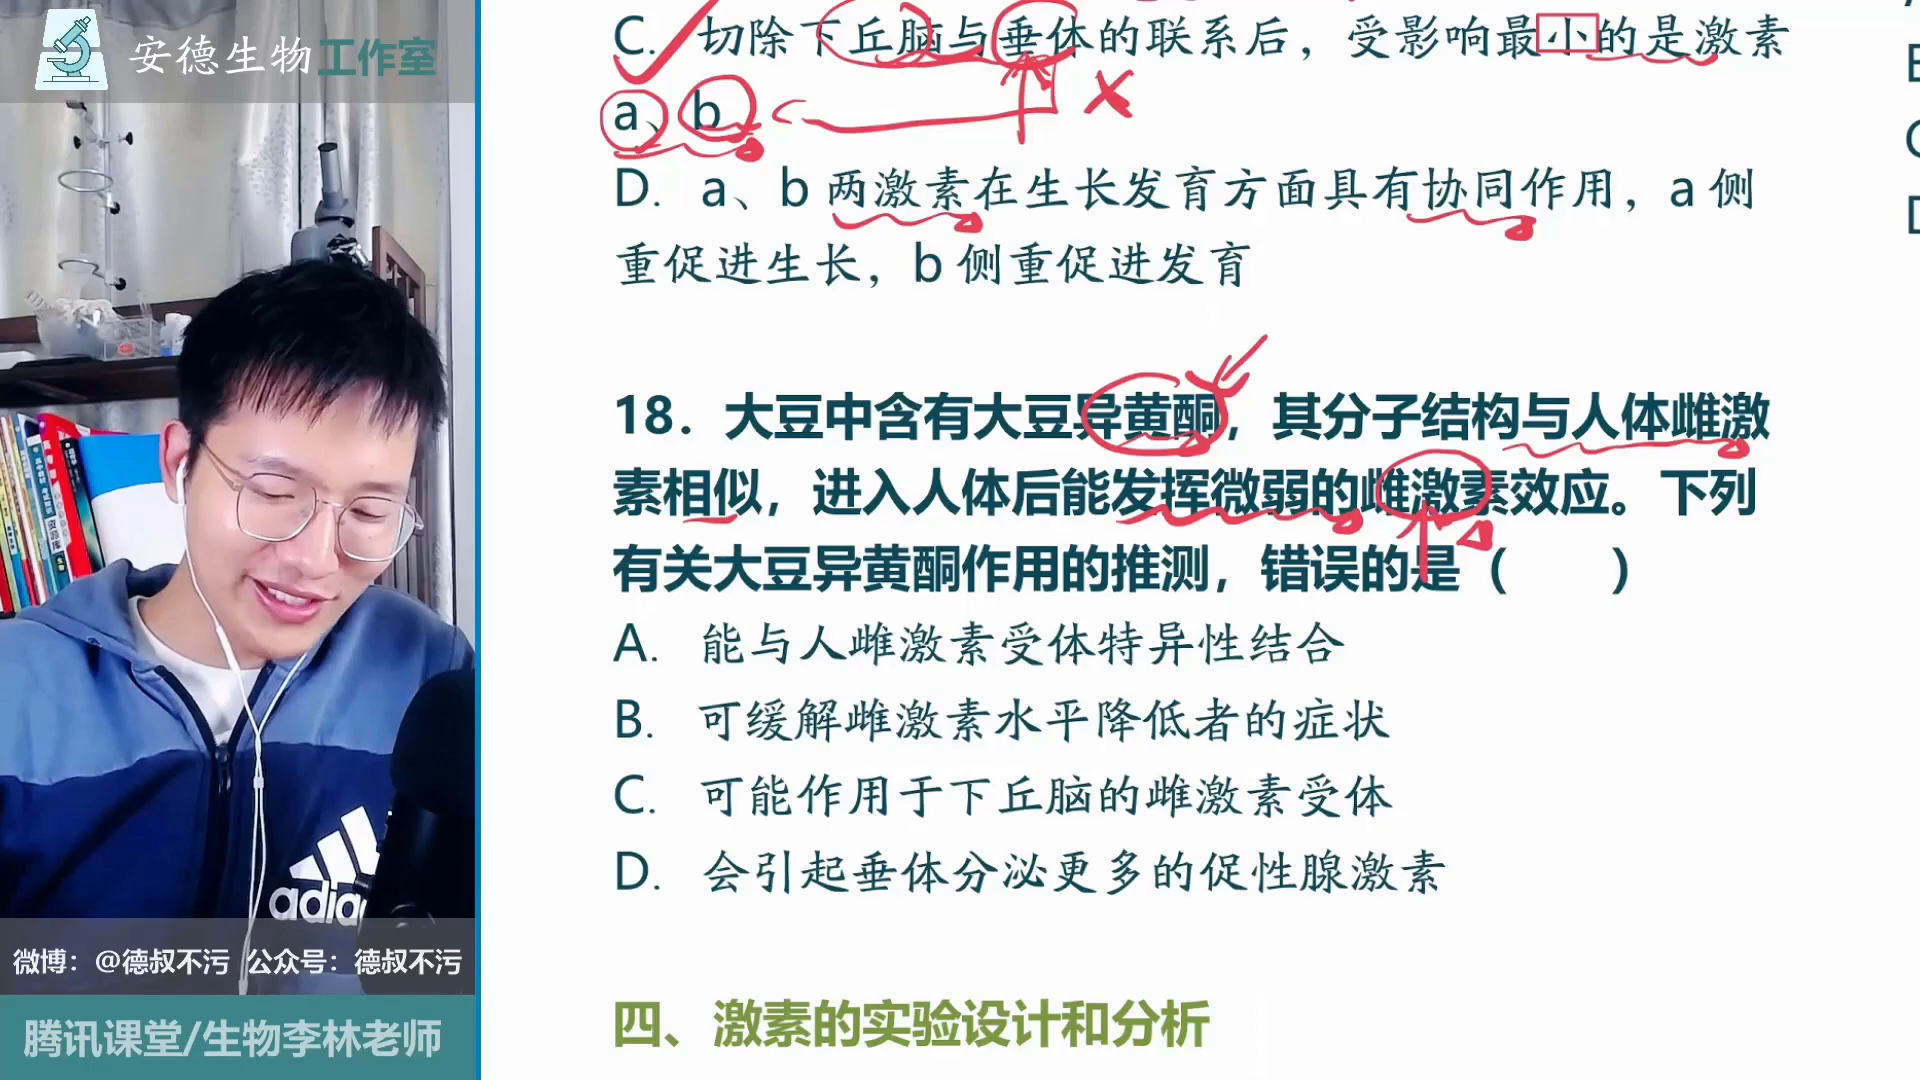 安德生物工作室
C. 切除下丘脑与垂体的联系后，受影响最小的是激素
a、b
D. a、b 两激素在生长发育方面具有协同作用，a 侧
重促进生长，b 侧重促进发育
18. 大豆中含有大豆异黄酮，其分子结构与人体雌激
素相似，进入人体后能发挥微弱的雌激素效应。下列
有关大豆异黄酮作用的推测，错误的是（　　）
A. 能与人雌激素受体特异性结合
B. 可缓解雌激素水平降低者的症状
C. 可能作用于下丘脑的雌激素受体
D. 会引起垂体分泌更多的促性腺激素
四、激素的实验设计和分析
adidas
微博：@德叔不污 公众号：德叔不污
腾讯课堂/生物李林老师